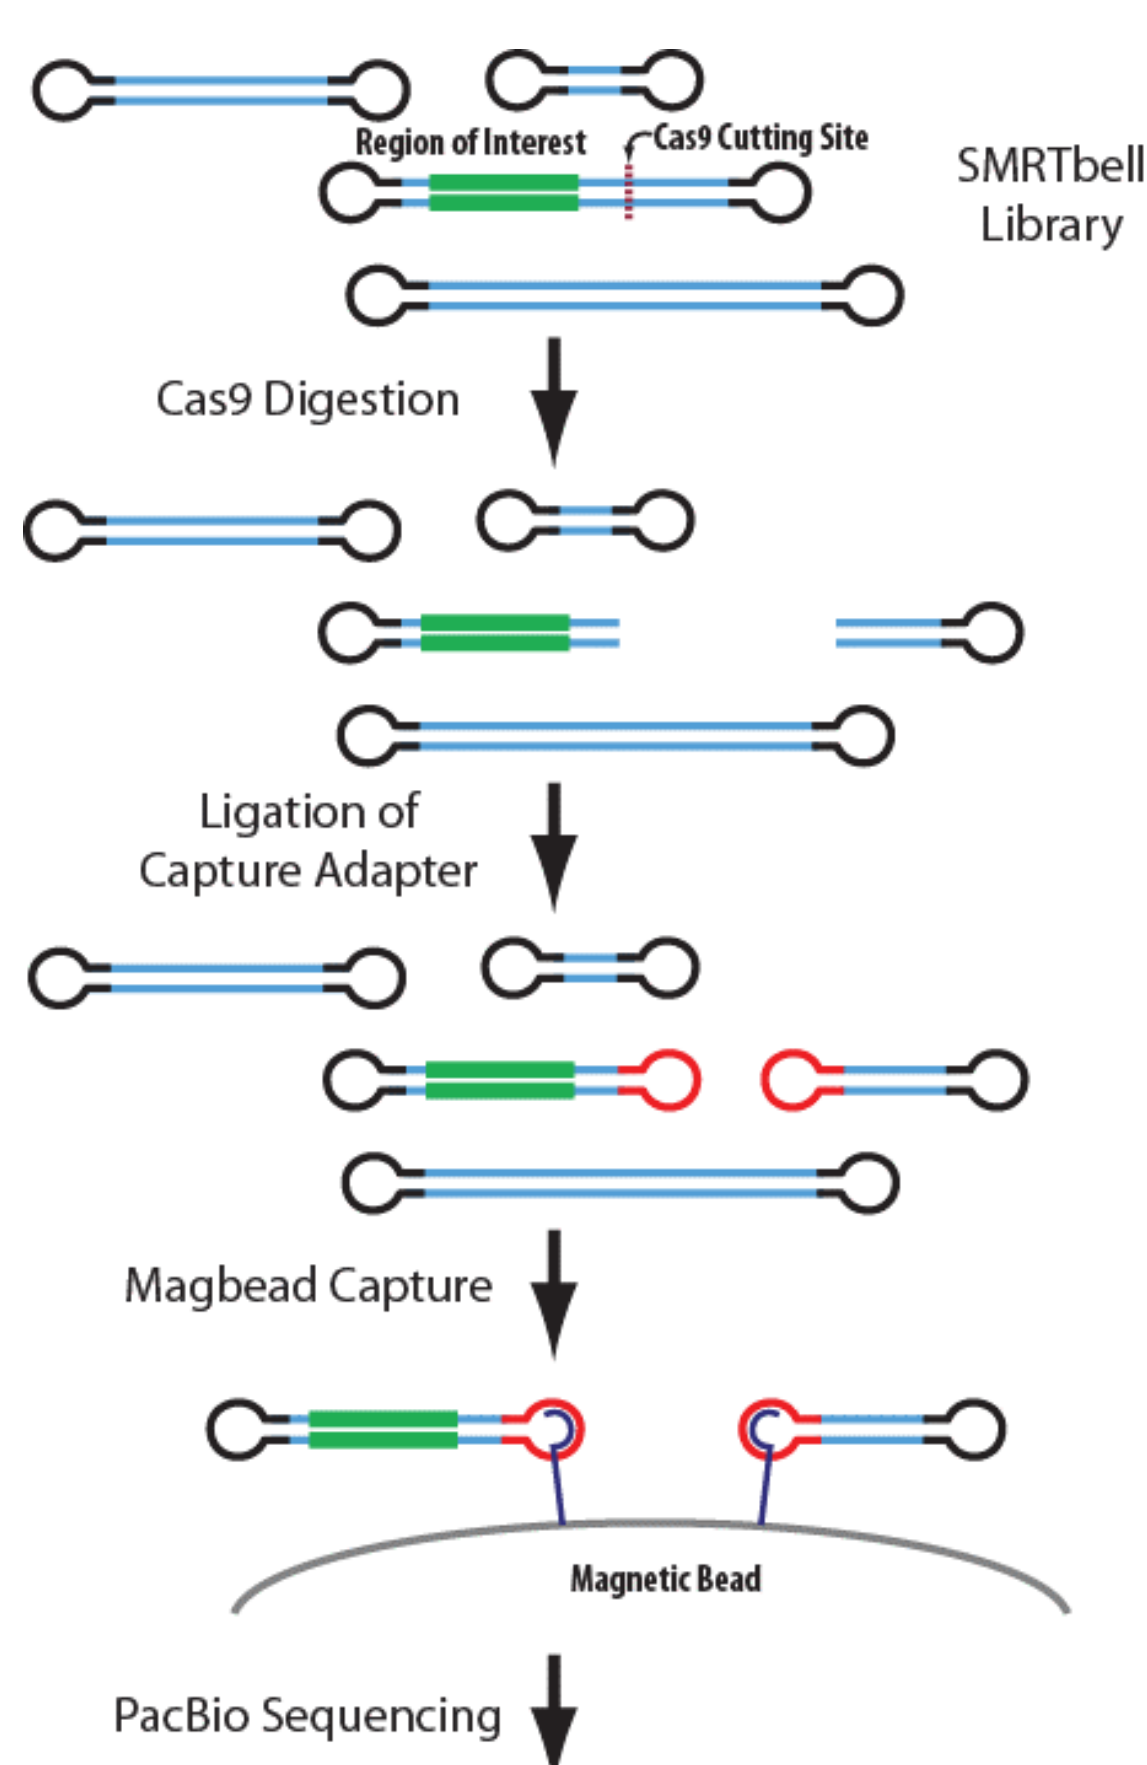 Region of Interest
Cas9 Cutting Site
SMRTbell
Library
Cas9 Digestion
Ligation of
Capture Adapter
Magbead Capture
Magnetic Bead
PacBio Sequencing